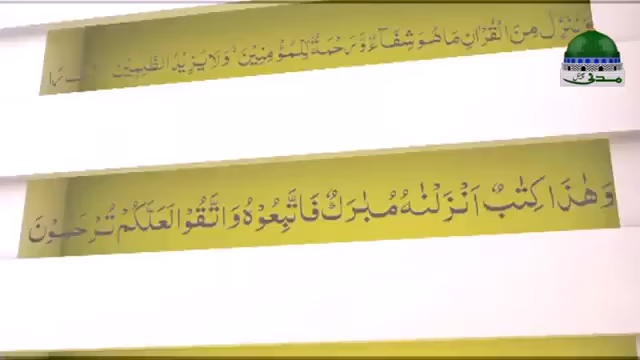 وَنُنَزِّلُ مِنَ الْقُرْاٰنِ مَا هُوَ شِفَآءٌ وَّ رَحْمَةٌ لِّلْمُؤْمِنِيْنَ ۙ وَ لَا يَزِيْدُ الظّٰلِمِيْنَ
وَ هٰذَا كِتٰبٌ اَنْزَلْنٰهُ مُبٰرَكٌ فَاتَّبِعُوْهُ وَ اتَّقُوْا لَعَلَّكُمْ تُرْحَمُوْنَ
مدنی